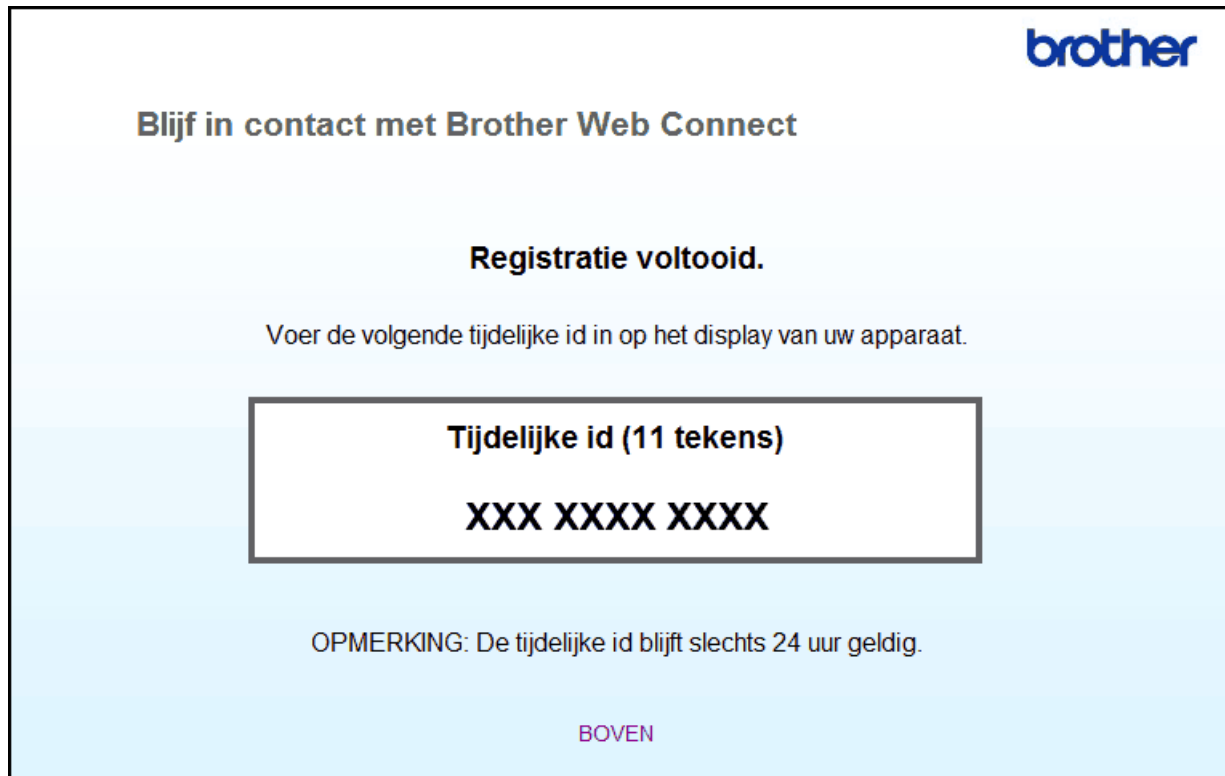 brother
Blijf in contact met Brother Web Connect
Registratie voltooid.
Voer de volgende tijdelijke id in op het display van uw apparaat.
Tijdelijke id (11 tekens)
XXX XXXX XXXX
OPMERKING: De tijdelijke id blijft slechts 24 uur geldig.
BOVEN